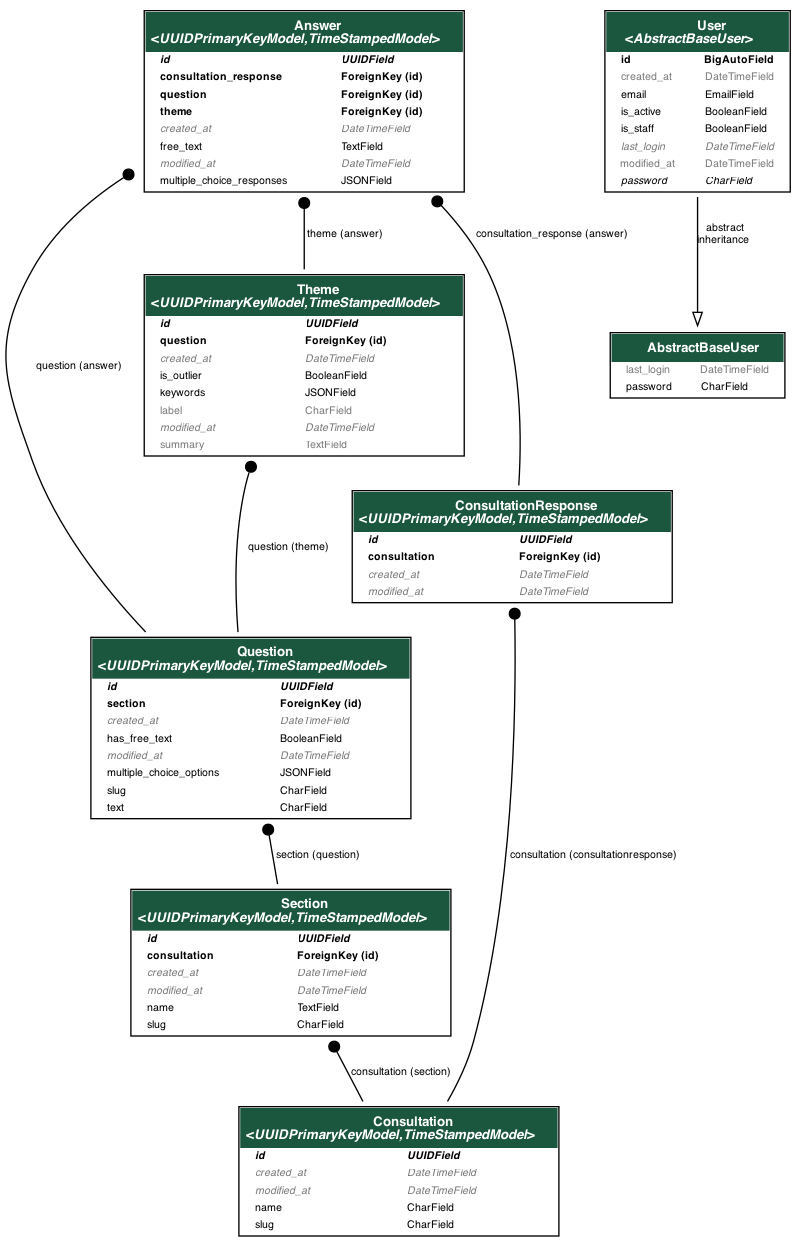 Answer
<UUIDPrimaryKeyModel,TimeStampedModel>
id UUIDField
consultation_response ForeignKey (id)
question ForeignKey (id)
theme ForeignKey (id)
created_at DateTimeField
free_text TextField
modified_at DateTimeField
multiple_choice_responses JSONField
User
<AbstractBaseUser>
id BigAutoField
created_at DateTimeField
email EmailField
is_active BooleanField
is_staff BooleanField
last_login DateTimeField
modified_at DateTimeField
password CharField
theme (answer)
consultation_response (answer)
abstract
inheritance
Theme
<UUIDPrimaryKeyModel,TimeStampedModel>
id UUIDField
question ForeignKey (id)
created_at DateTimeField
is_outlier BooleanField
keywords JSONField
label CharField
modified_at DateTimeField
summary TextField
AbstractBaseUser
last_login DateTimeField
password CharField
question (answer)
ConsultationResponse
<UUIDPrimaryKeyModel,TimeStampedModel>
id UUIDField
consultation ForeignKey (id)
created_at DateTimeField
modified_at DateTimeField
question (theme)
Question
<UUIDPrimaryKeyModel,TimeStampedModel>
id UUIDField
section ForeignKey (id)
created_at DateTimeField
has_free_text BooleanField
modified_at DateTimeField
multiple_choice_options JSONField
slug CharField
text CharField
section (question)
consultation (consultationresponse)
Section
<UUIDPrimaryKeyModel,TimeStampedModel>
id UUIDField
consultation ForeignKey (id)
created_at DateTimeField
modified_at DateTimeField
name TextField
slug CharField
consultation (section)
Consultation
<UUIDPrimaryKeyModel,TimeStampedModel>
id UUIDField
created_at DateTimeField
modified_at DateTimeField
name CharField
slug CharField